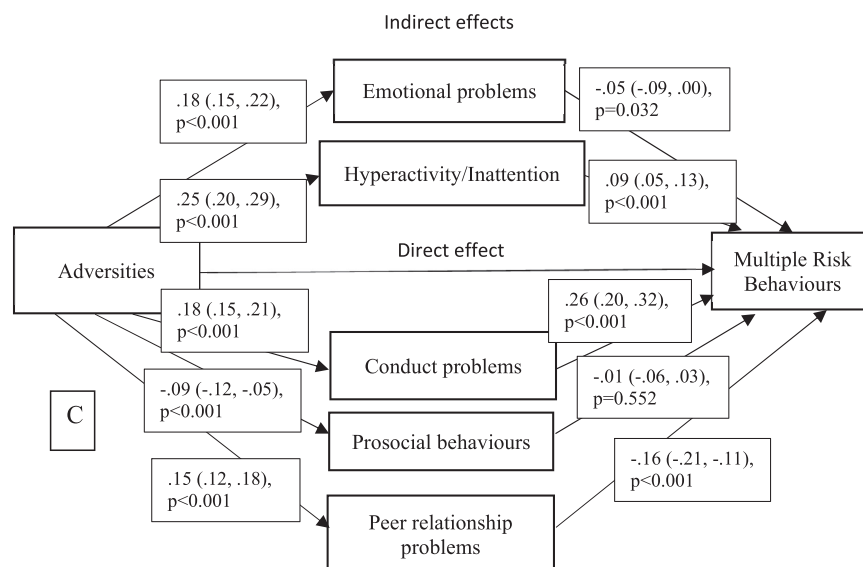 Indirect effects
.18 (.15, .22),
p<0.001
Emotional problems
-.05 (-.09, .00),
p=0.032
.25 (.20, .29),
p<0.001
Hyperactivity/Inattention
.09 (.05, .13),
p<0.001
Adversities
Direct effect
Multiple Risk
Behaviours
.18 (.15, .21),
p<0.001
Conduct problems
.26 (.20, .32),
p<0.001
C
-.09 (-.12, -.05),
p<0.001
Prosocial behaviours
-.01 (-.06, .03),
p=0.552
.15 (.12, .18),
p<0.001
Peer relationship
problems
-.16 (-.21, -.11),
p<0.001